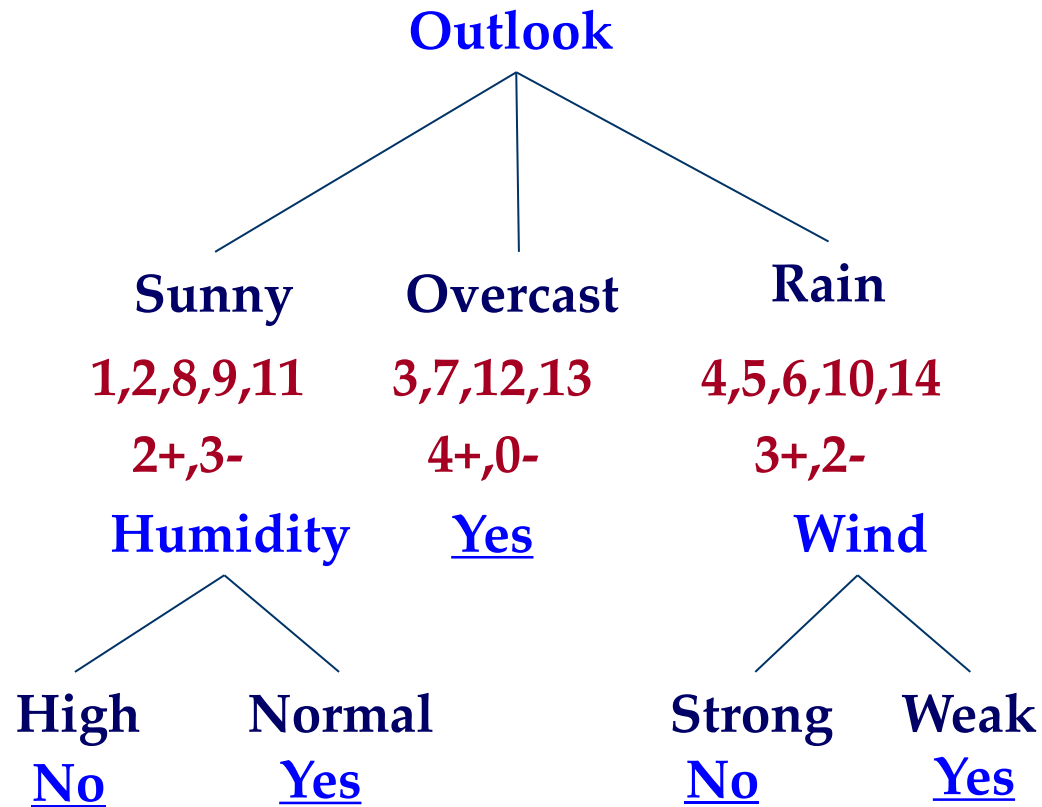 Outlook
Sunny Overcast Rain
1,2,8,9,11 3,7,12,13 4,5,6,10,14
2+,3- 4+,0- 3+,2-
Humidity Yes Wind
High Normal Strong Weak
No Yes No Yes